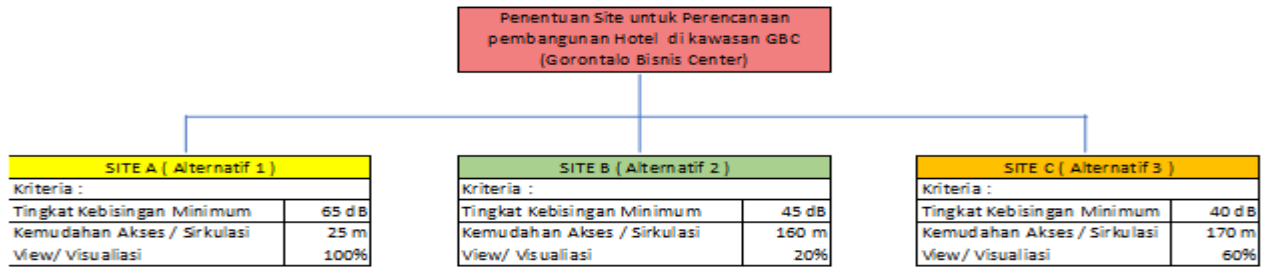 Penentuan Site untuk Perencanaan
pembangunan Hotel di kawasan GBC
(Gorontalo Bisnis Center)
SITE A ( Alternatif 1 )
Kriteria :
Tingkat Kebisingan Minimum 65 dB
Kemudahan Akses / Sirkulasi 25 m
View/ Visualiasi 100%
SITE B ( Alternatif 2 )
Kriteria :
Tingkat Kebisingan Minimum 45 dB
Kemudahan Akses / Sirkulasi 160 m
View/ Visualiasi 20%
SITE C ( Alternatif 3 )
Kriteria :
Tingkat Kebisingan Minimum 40 dB
Kemudahan Akses / Sirkulasi 170 m
View/ Visualiasi 60%